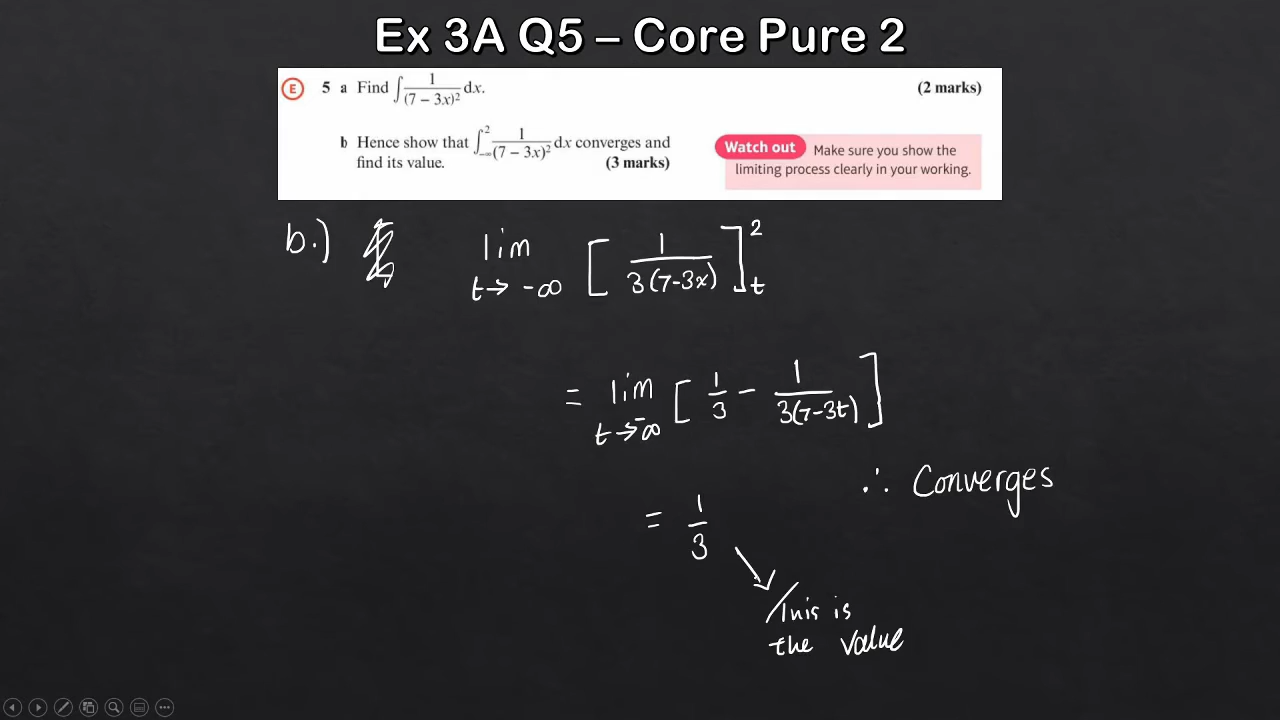 Ex 3A Q5 – Core Pure 2
E 5 a Find ∫ 1/(7 − 3x)² dx. (2 marks)
b Hence show that ∫_{−∞}^{2} 1/(7 − 3x)² dx converges and
find its value. (3 marks)
Watch out Make sure you show the
limiting process clearly in your working.
b.) lim_{t→-∞} [ 1/(3(7-3x)) ]_t^2
= lim_{t→-∞} [ 1/3 - 1/(3(7-3t)) ]
∴ Converges
= 1/3
This is
the value